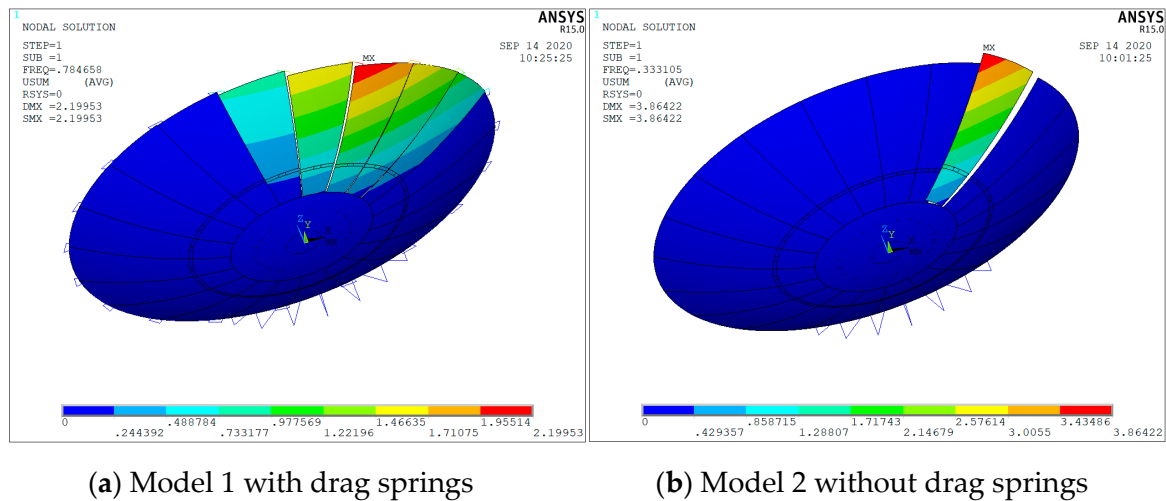 1
NODAL SOLUTION
STEP=1
SUB =1
FREQ=.784658
USUM (AVG)
RSYS=0
DMX =2.19953
SMX =2.19953
ANSYS
R15.0
SEP 14 2020
10:25:25
MX
Z
Y
0 .488784 .977569 1.46635 1.95514
.244392 .733177 1.22196 1.71075 2.19953
(a) Model 1 with drag springs
1
NODAL SOLUTION
STEP=1
SUB =1
FREQ=.333105
USUM (AVG)
RSYS=0
DMX =3.86422
SMX =3.86422
ANSYS
R15.0
SEP 14 2020
10:01:25
MX
Z
Y
0 .858715 1.71743 2.57614 3.43486
.429357 1.28807 2.14679 3.0055 3.86422
(b) Model 2 without drag springs